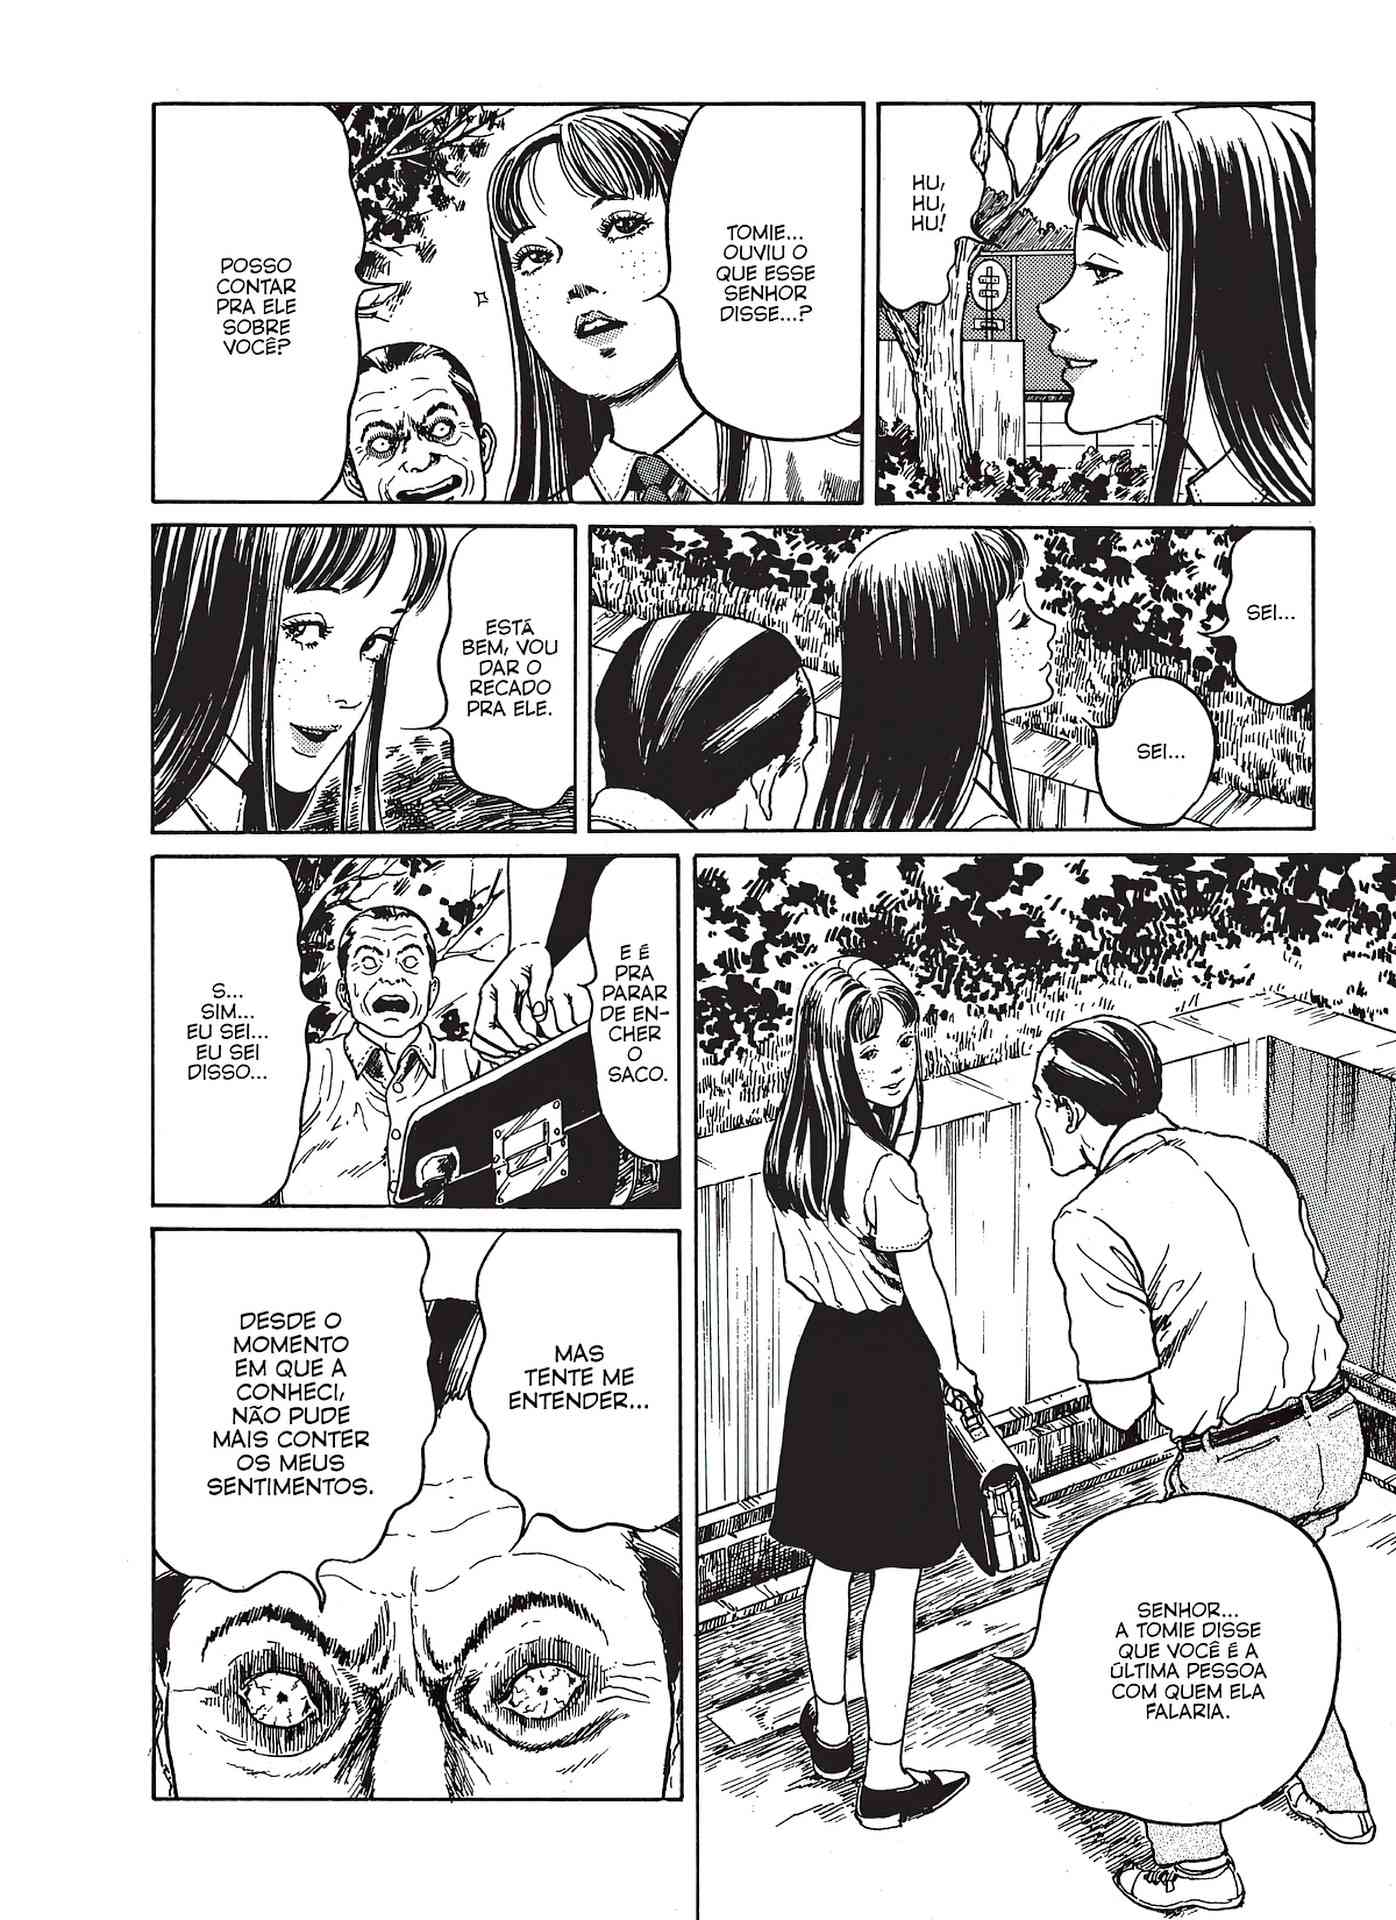 HU,
HU,
HU!
TOMIE...
OUVIU O
QUE ESSE
SENHOR
DISSE...?
POSSO
CONTAR
PRA ELE
SOBRE
VOCÊ?
SEI...
SEI...
ESTÁ
BEM, VOU
DAR O
RECADO
PRA ELE.
SENHOR...
A TOMIE DISSE
QUE VOCÊ É A
ÚLTIMA PESSOA
COM QUEM ELA
FALARIA.
E É
PRA
PARAR
DE EN-
CHER
O
SACO.
S...
SIM...
EU SEI...
EU SEI
DISSO...
MAS
TENTE ME
ENTENDER...
DESDE O
MOMENTO
EM QUE A
CONHECI,
NÃO PUDE
MAIS CONTER
OS MEUS
SENTIMENTOS.